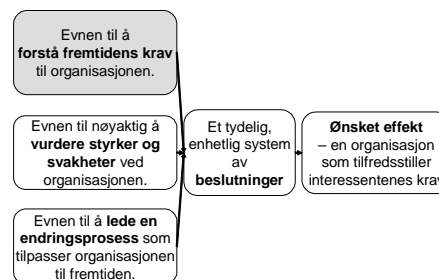 Evnen til å
forstå fremtidens krav
til organisasjonen.
Evnen til nøyaktig å
vurdere styrker og
svakheter ved
organisasjonen.
Evnen til å lede en
endringsprosess som
tilpasser organisasjonen
til fremtiden.
Et tydelig,
enhetlig system
av
beslutninger
Ønsket effekt
– en organisasjon
som tilfredsstiller
interessentenes krav